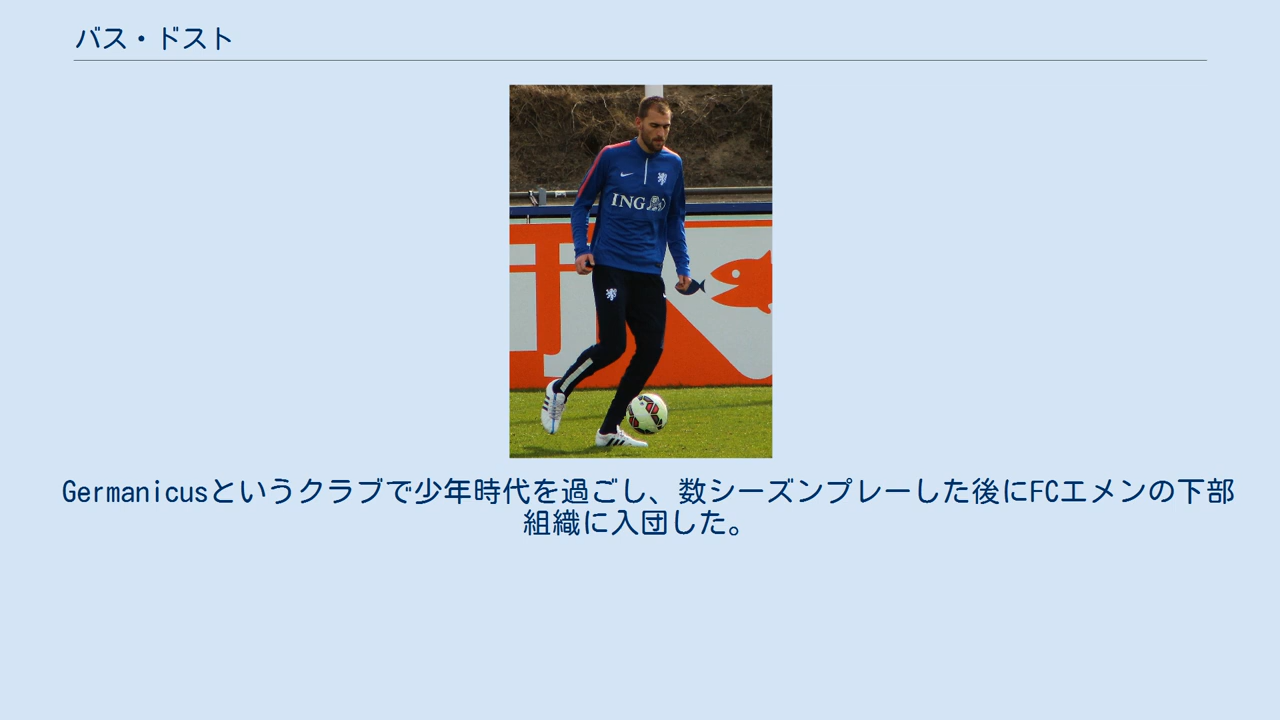 バス・ドスト
ING
Germanicusというクラブで少年時代を過ごし、数シーズンプレーした後にFCエメンの下部
組織に入団した。